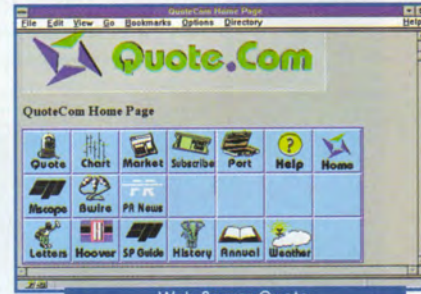 QuoteCom Home Page
File Edit View Go Bookmarks Options Directory Help
Quote.Com
QuoteCom Home Page
Quote Chart Market Subscribe Port Help Home
Mscope Bwire PR News
Letters Hoover SP Guide History Annual Weather